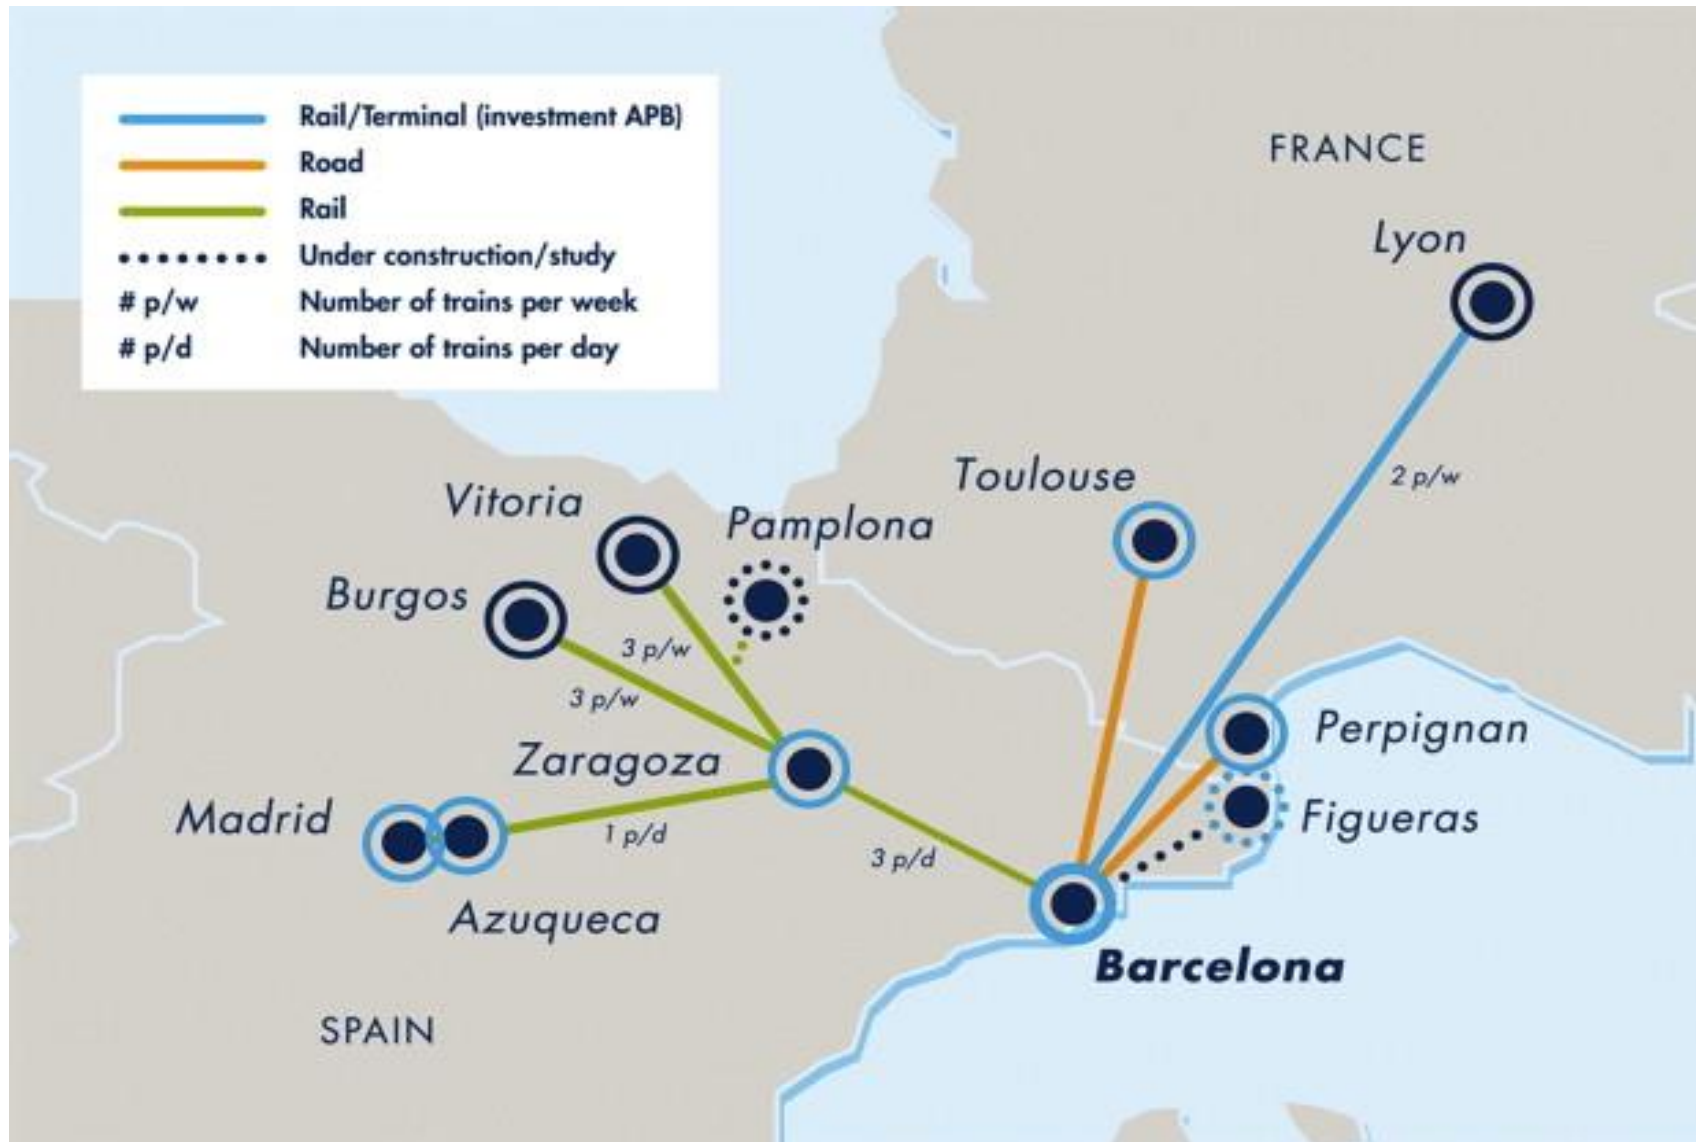 Rail/Terminal (investment APB)
Road
Rail
Under construction/study
# p/w Number of trains per week
# p/d Number of trains per day
FRANCE
Lyon
2 p/w
Toulouse
Vitoria
Pamplona
Burgos
3 p/w
3 p/w
Zaragoza
Perpignan
Madrid
Figueras
1 p/d
3 p/d
Azuqueca
Barcelona
SPAIN